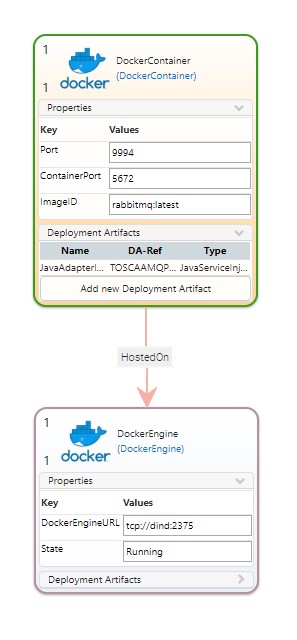 1
DockerContainer
(DockerContainer)
docker
1
Properties
Key Values
Port 9994
ContainerPort 5672
ImageID rabbitmq:latest
Deployment Artifacts
Name DA-Ref Type
JavaAdapterI... TOSCAAMQP... JavaServiceInj...
Add new Deployment Artifact
HostedOn
1
DockerEngine
(DockerEngine)
docker
1
Properties
Key Values
DockerEngineURL tcp://dind:2375
State Running
Deployment Artifacts